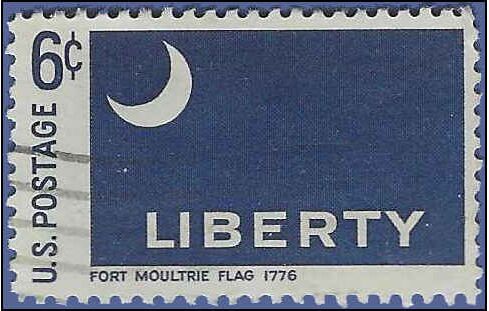 6¢
U.S. POSTAGE
LIBERTY
FORT MOULTRIE FLAG 1776